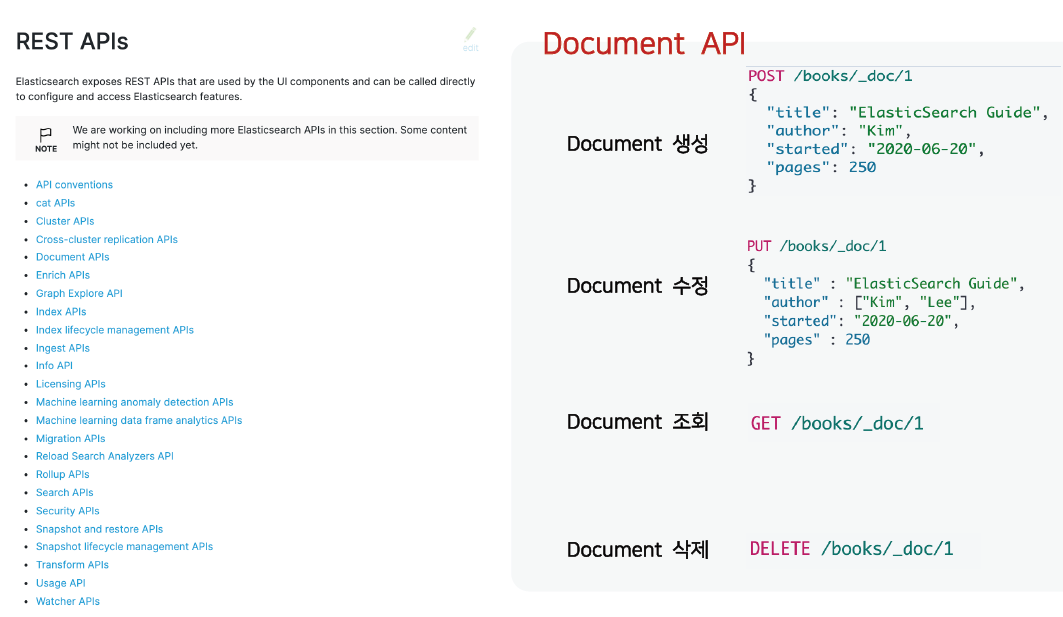 REST APIs
edit
Elasticsearch exposes REST APIs that are used by the UI components and can be called directly
to configure and access Elasticsearch features.
NOTE
We are working on including more Elasticsearch APIs in this section. Some content
might not be included yet.
• API conventions
• cat APIs
• Cluster APIs
• Cross-cluster replication APIs
• Document APIs
• Enrich APIs
• Graph Explore API
• Index APIs
• Index lifecycle management APIs
• Ingest APIs
• Info API
• Licensing APIs
• Machine learning anomaly detection APIs
• Machine learning data frame analytics APIs
• Migration APIs
• Reload Search Analyzers API
• Rollup APIs
• Search APIs
• Security APIs
• Snapshot and restore APIs
• Snapshot lifecycle management APIs
• Transform APIs
• Usage API
• Watcher APIs
Document API
Document 생성
POST /books/_doc/1
{
"title": "ElasticSearch Guide",
"author": "Kim",
"started": "2020-06-20",
"pages": 250
}
Document 수정
PUT /books/_doc/1
{
"title" : "ElasticSearch Guide",
"author" : ["Kim", "Lee"],
"started": "2020-06-20",
"pages" : 250
}
Document 조회
GET /books/_doc/1
Document 삭제
DELETE /books/_doc/1